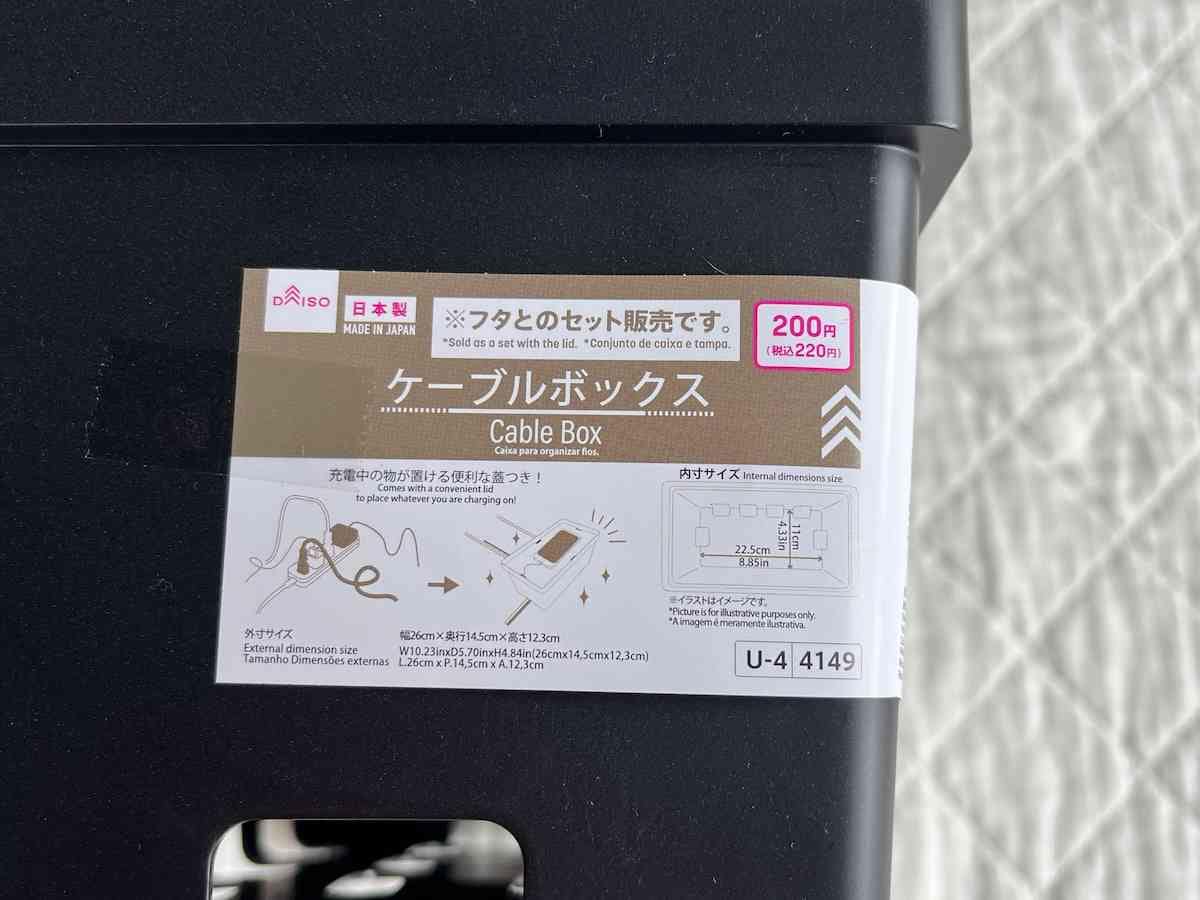 DAISO
日本製
MADE IN JAPAN
※フタとのセット販売です。
*Sold as a set with the lid. *Conjunto de caixa e tampa.
200円
(税込220円)
ケーブルボックス
Cable Box
Caixa para organizar fios.
充電中の物が置ける便利な蓋つき!
Comes with a convenient lid
to place whatever you are charging on!
内寸サイズ Internal dimensions size
11cm
4.33in
22.5cm
8.85in
※イラストはイメージです。
*Picture is for illustrative purposes only.
*A imagem é meramente ilustrativa.
外寸サイズ 幅26cm×奥行14.5cm×高さ12.3cm
External dimension size W10.23inxD5.70inxH4.84in(26cmx14,5cmx12,3cm)
Tamanho Dimensões externas L.26cm x P.14,5cm x A.12,3cm
U-4 4149